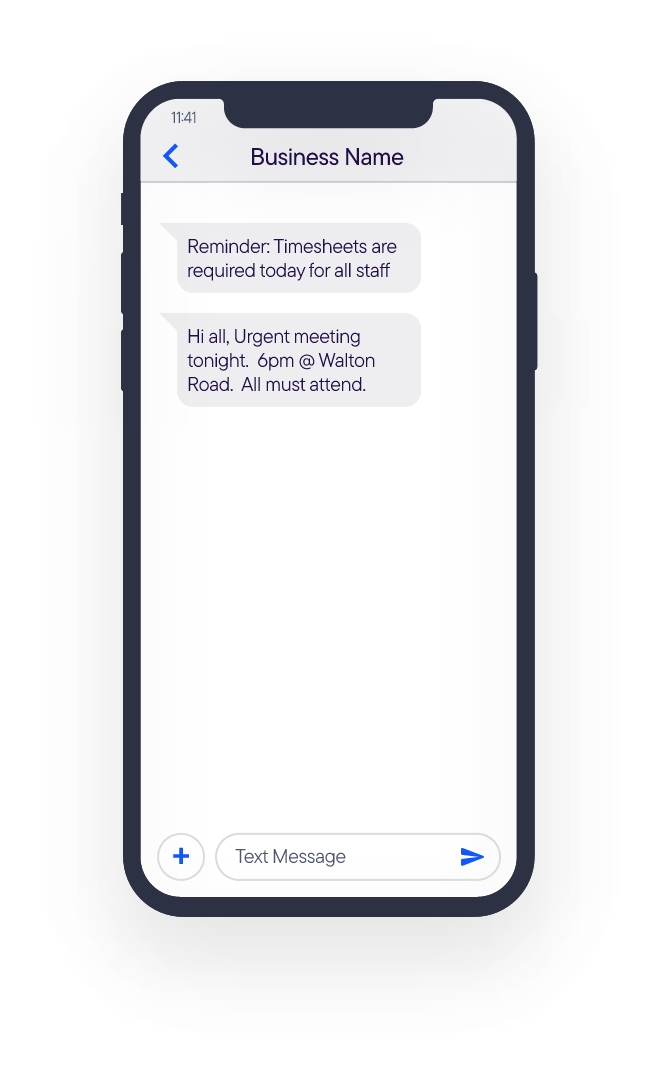 11:41
Business Name
Reminder: Timesheets are
required today for all staff
Hi all, Urgent meeting
tonight.  6pm @ Walton
Road.  All must attend.
Text Message